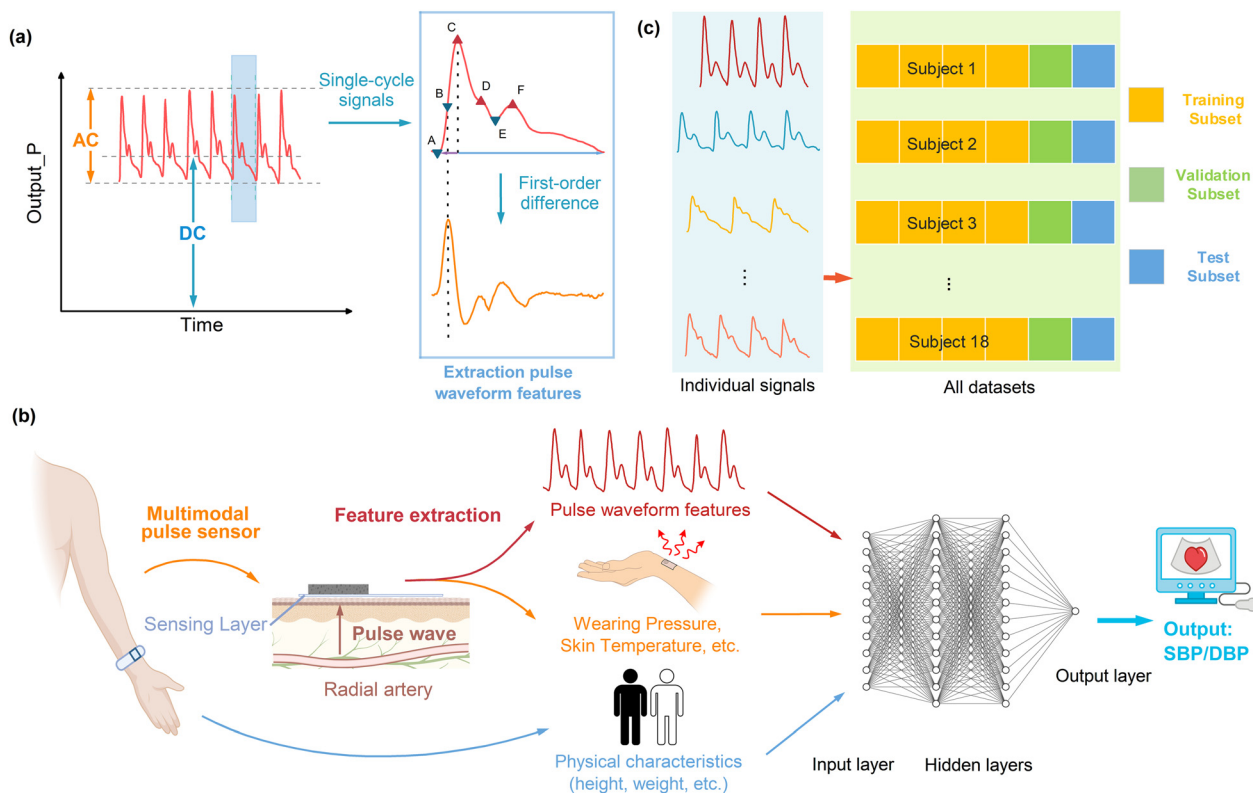 (a)
AC
DC
Output_P
Time
Single-cycle
signals
A
B
C
D
E
F
First-order
difference
Extraction pulse
waveform features
(c)
Subject 1
Subject 2
Subject 3
...
...
Subject 18
Individual signals
All datasets
Training
Subset
Validation
Subset
Test
Subset
(b)
Multimodal
pulse sensor
Feature extraction
Sensing Layer
Pulse wave
Radial artery
Pulse waveform features
Wearing Pressure,
Skin Temperature, etc.
Physical characteristics
(height, weight, etc.)
Input layer
Hidden layers
Output layer
Output:
SBP/DBP